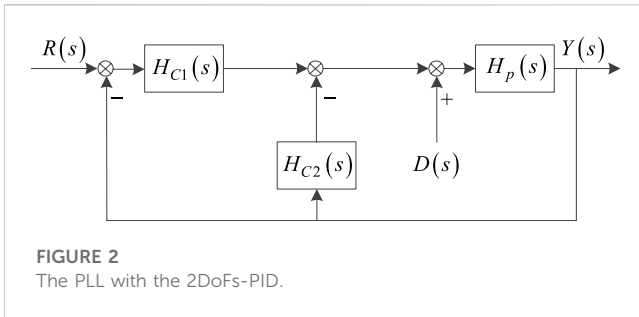 R(s)
H_{C1}(s)
H_p(s)
Y(s)
−
−
+
H_{C2}(s)
D(s)
FIGURE 2
The PLL with the 2DoFs-PID.